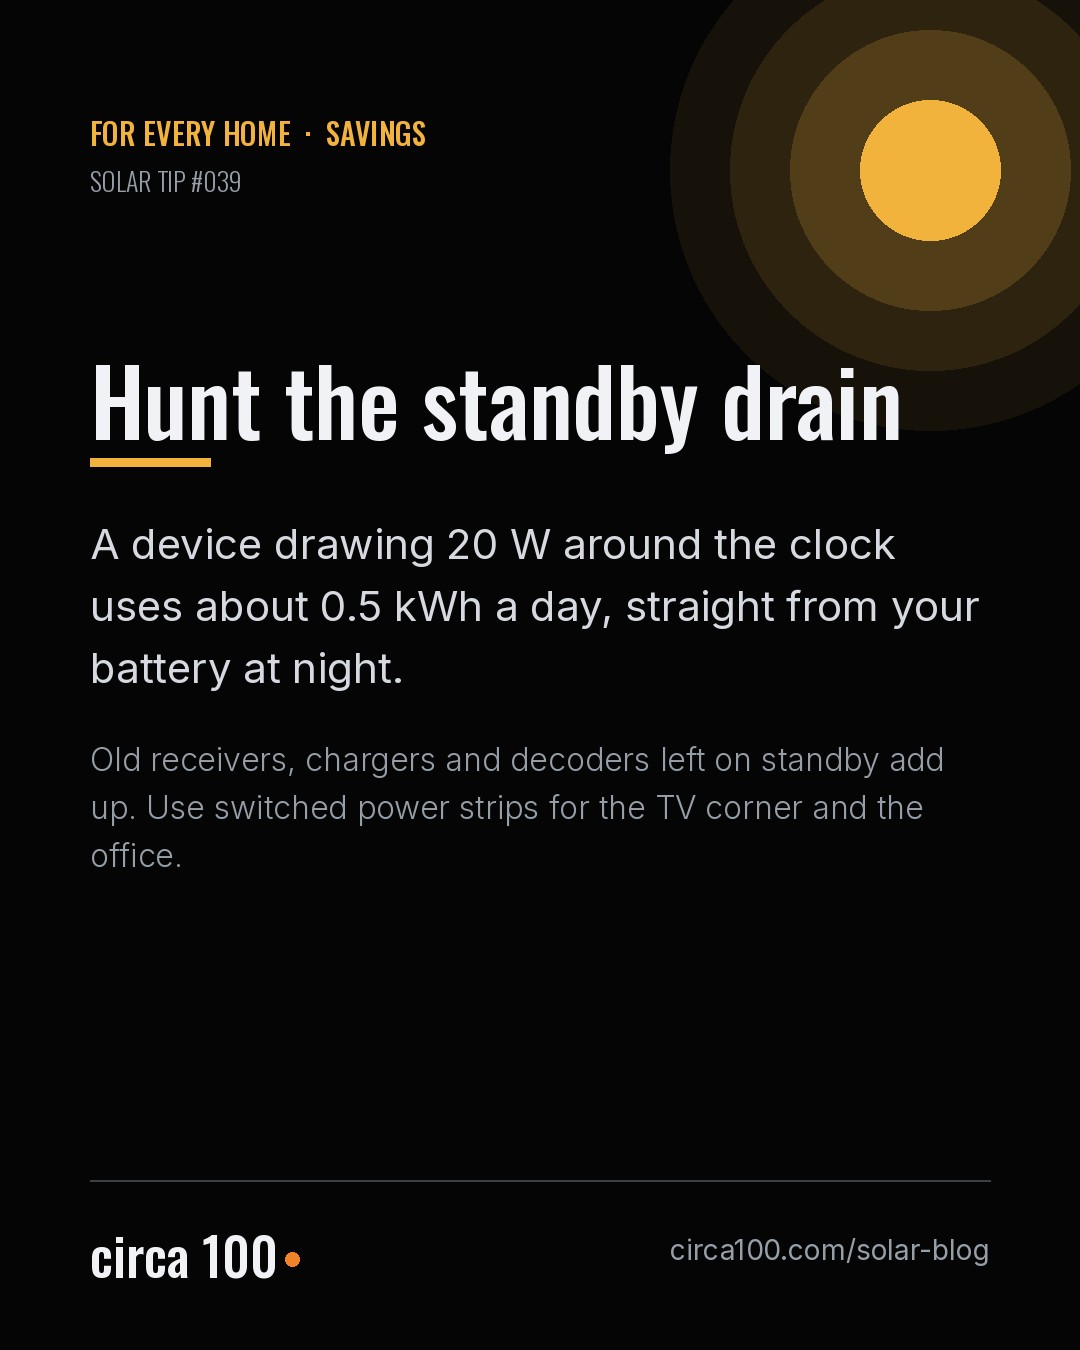 FOR EVERY HOME · SAVINGS
SOLAR TIP #039
Hunt the standby drain
A device drawing 20 W around the clock
uses about 0.5 kWh a day, straight from your
battery at night.
Old receivers, chargers and decoders left on standby add
up. Use switched power strips for the TV corner and the
office.
circa 100
circa100.com/solar-blog